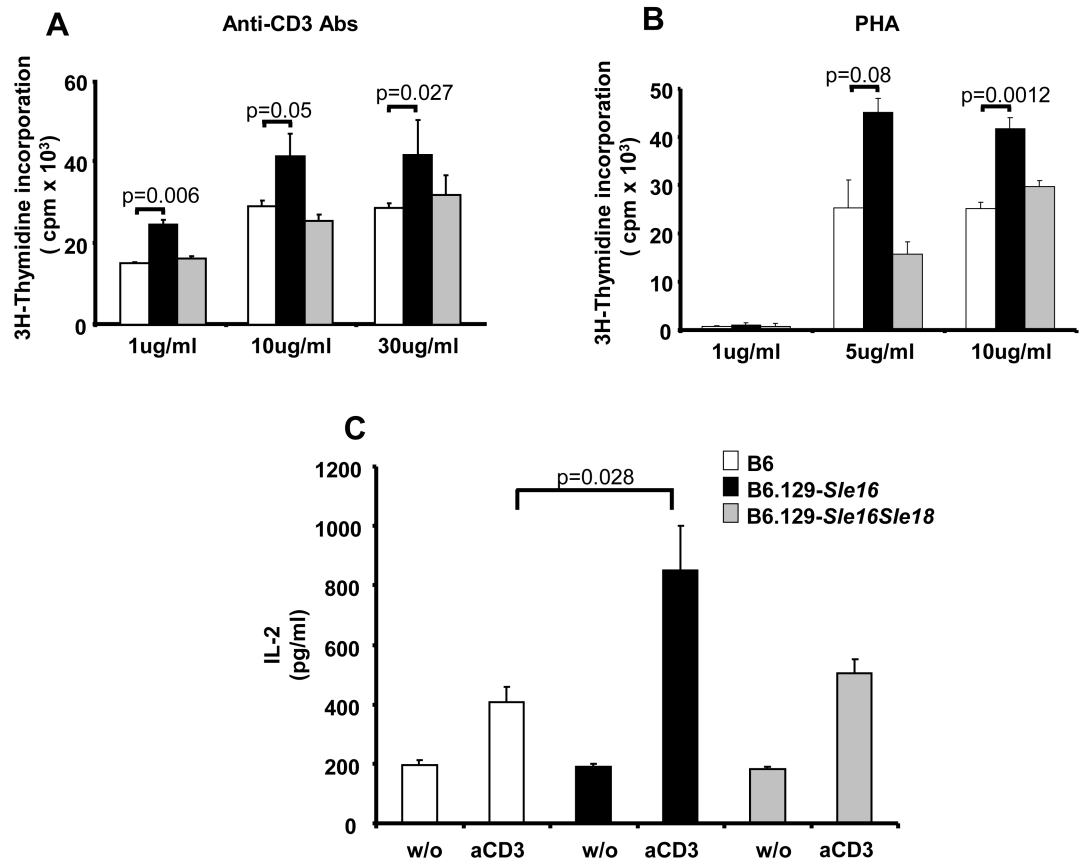 A
Anti-CD3 Abs
3H-Thymidine incorporation
( cpm x 10³)
60
40
20
0
p=0.006
p=0.05
p=0.027
1ug/ml 10ug/ml 30ug/ml
B
PHA
3H-Thymidine incorporation
( cpm x 10³)
50
40
30
20
10
0
p=0.08
p=0.0012
1ug/ml 5ug/ml 10ug/ml
C
IL-2
(pg/ml)
1200
1000
800
600
400
200
0
p=0.028
B6
B6.129-Sle16
B6.129-Sle16Sle18
w/o aCD3 w/o aCD3 w/o aCD3